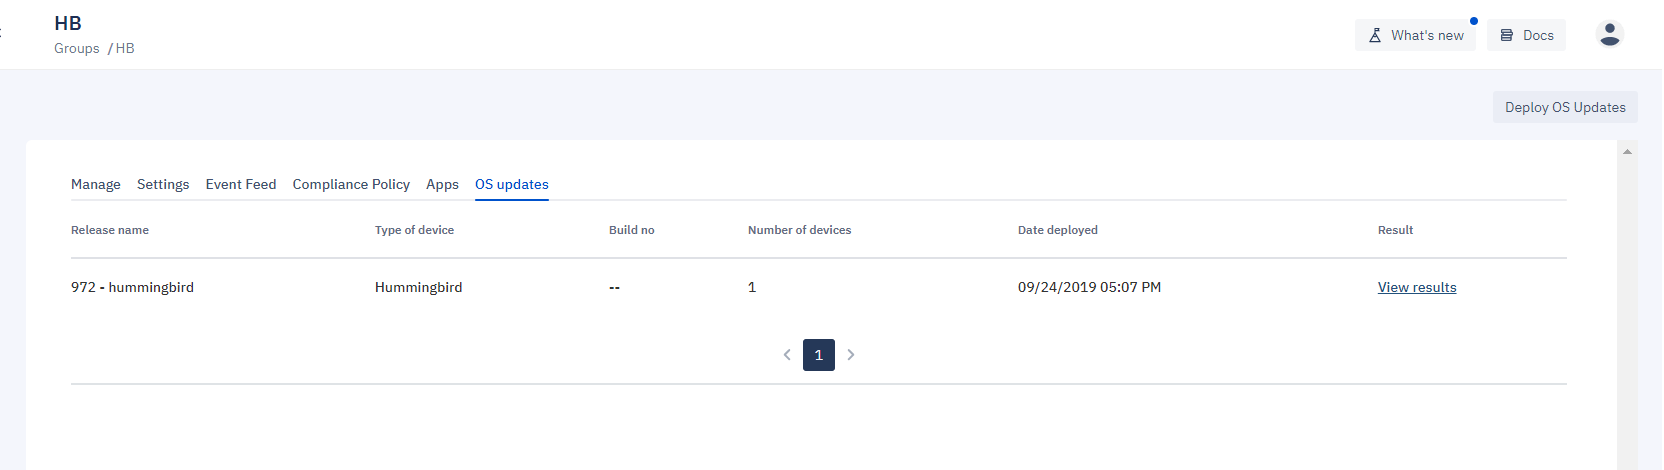 HB
Groups / HB
What's new
Docs
Deploy OS Updates
Manage Settings Event Feed Compliance Policy Apps OS updates
Release name Type of device Build no Number of devices Date deployed Result
972 - hummingbird Hummingbird -- 1 09/24/2019 05:07 PM View results
1